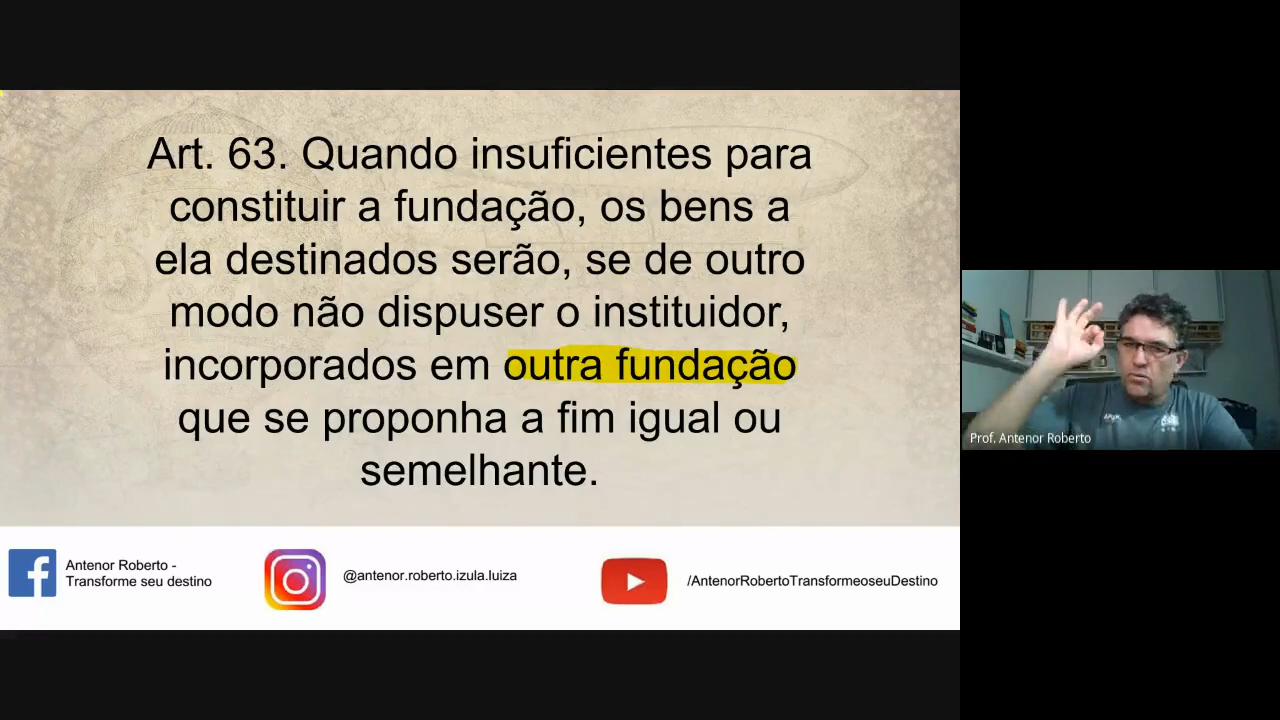 Art. 63. Quando insuficientes para
constituir a fundação, os bens a
ela destinados serão, se de outro
modo não dispuser o instituidor,
incorporados em outra fundação
que se proponha a fim igual ou
semelhante.
Antenor Roberto -
Transforme seu destino
@antenor.roberto.izula.luiza
/AntenorRobertoTransformeoseuDestino
Prof. Antenor Roberto